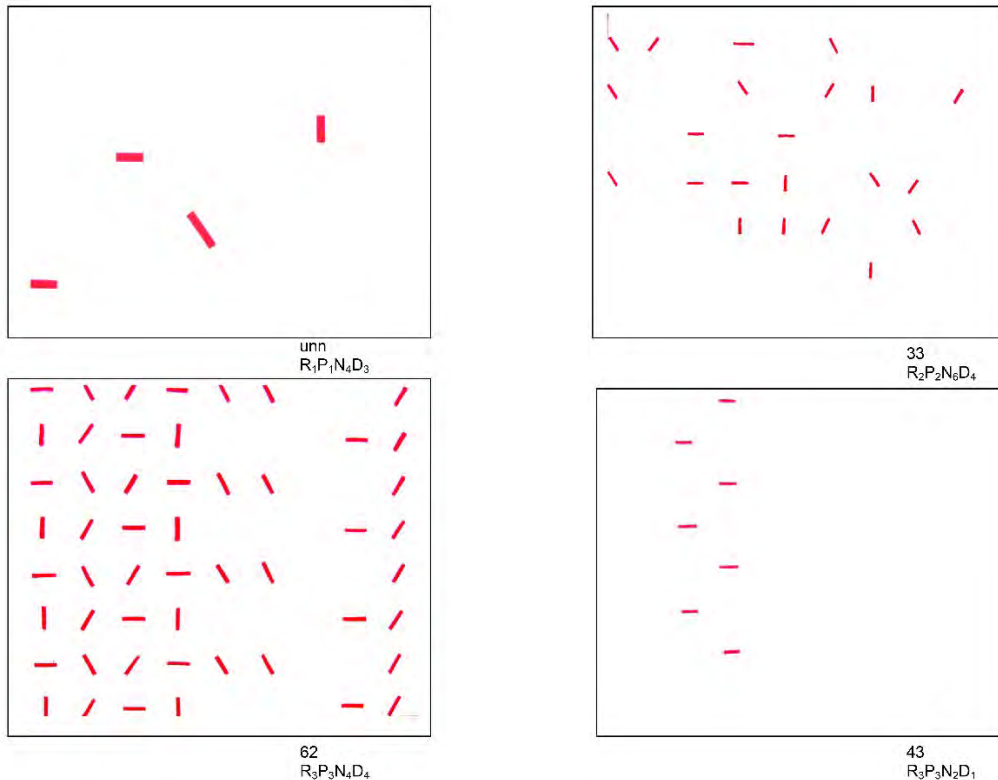 unn
R₁P₁N₄D₃
33
R₂P₂N₆D₄
62
R₃P₃N₄D₄
43
R₃P₃N₂D₁